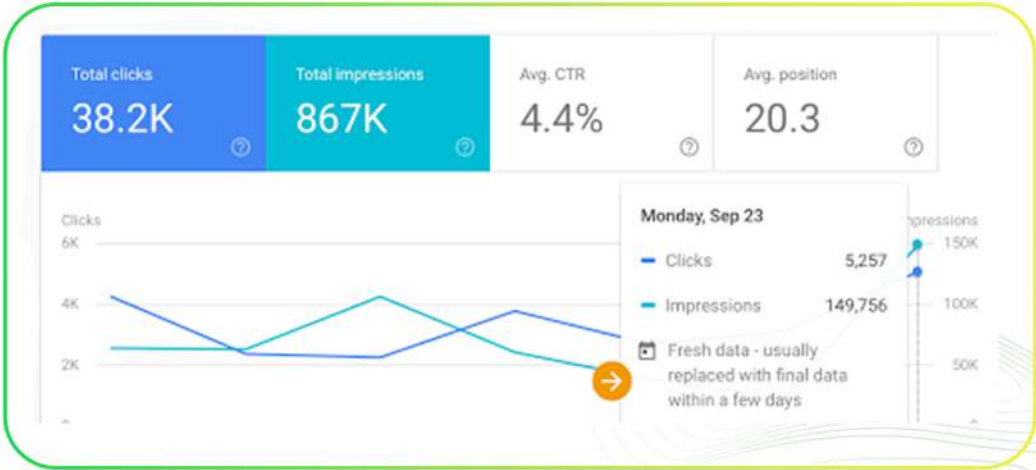 Total clicks
38.2K
Total impressions
867K
Avg. CTR
4.4%
Avg. position
20.3
Clicks
6K
4K
2K
Monday, Sep 23
Clicks 5,257
Impressions 149,756
Fresh data - usually
replaced with final data
within a few days
150K
100K
50K